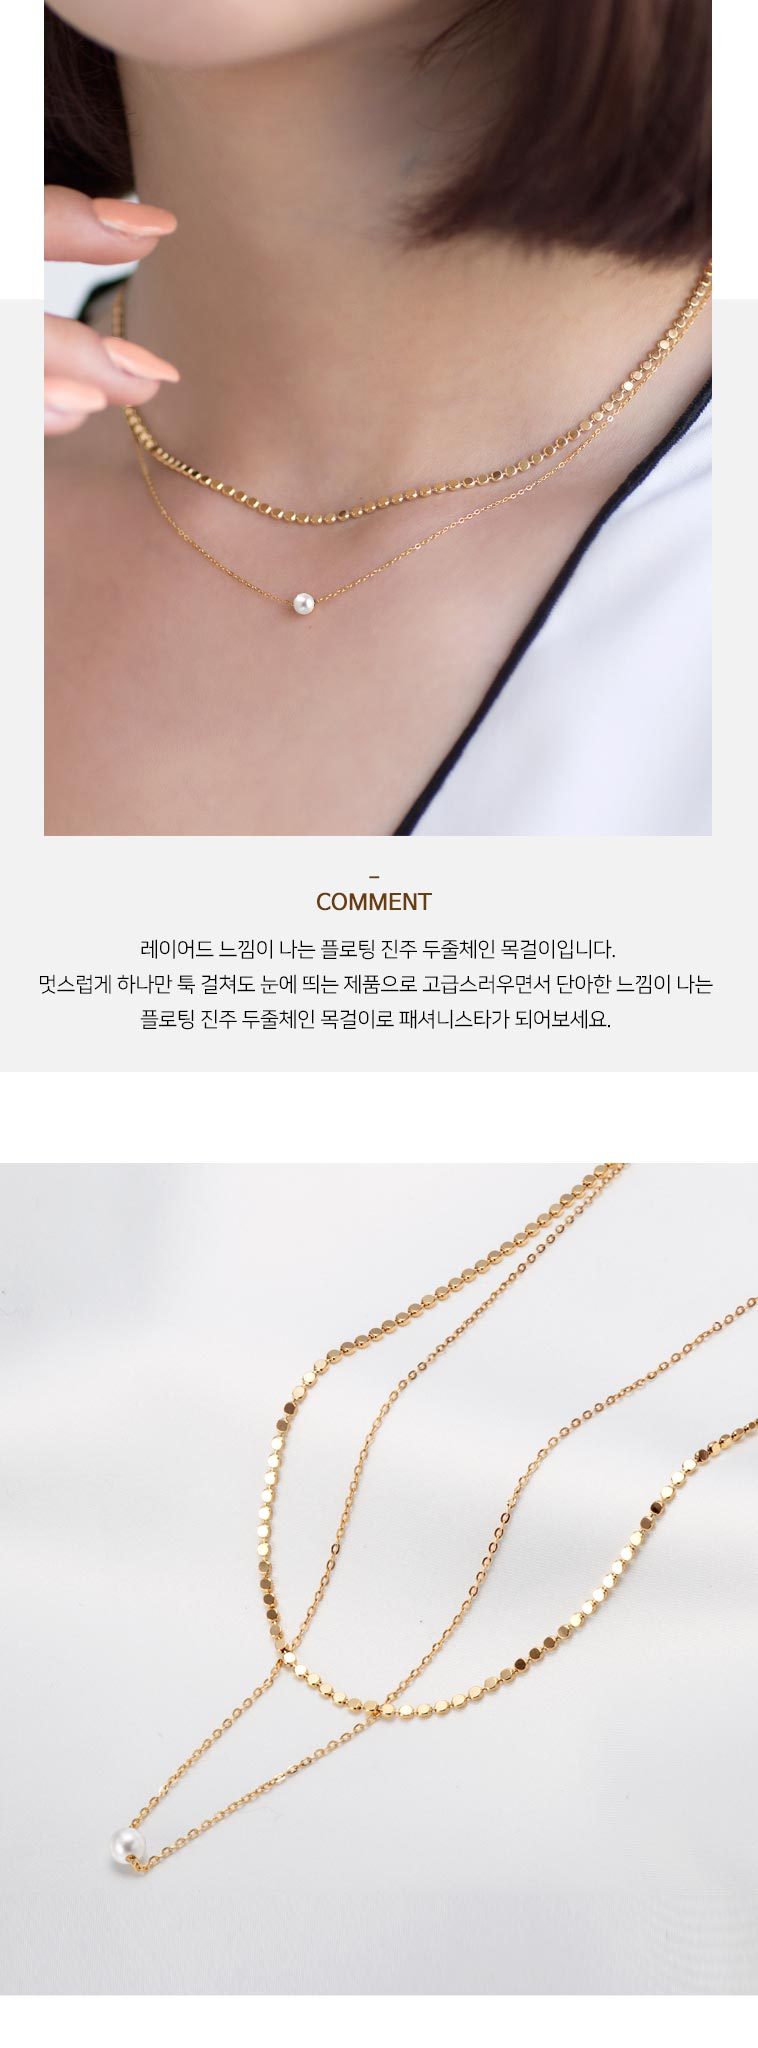 COMMENT
레이어드 느낌이 나는 플로팅 진주 두줄체인 목걸이입니다.
멋스럽게 하나만 툭 걸쳐도 눈에 띄는 제품으로 고급스러우면서 단아한 느낌이 나는
플로팅 진주 두줄체인 목걸이로 패셔니스타가 되어보세요.